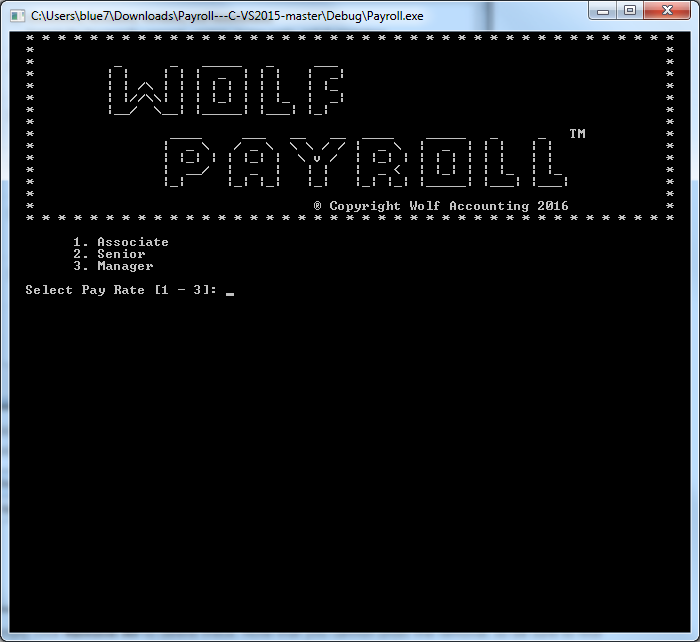 C:\Users\blue7\Downloads\Payroll---C-VS2015-master\Debug\Payroll.exe
WOLF
PAYROLL TM
® Copyright Wolf Accounting 2016
1. Associate
2. Senior
3. Manager
Select Pay Rate [1 - 3]: _